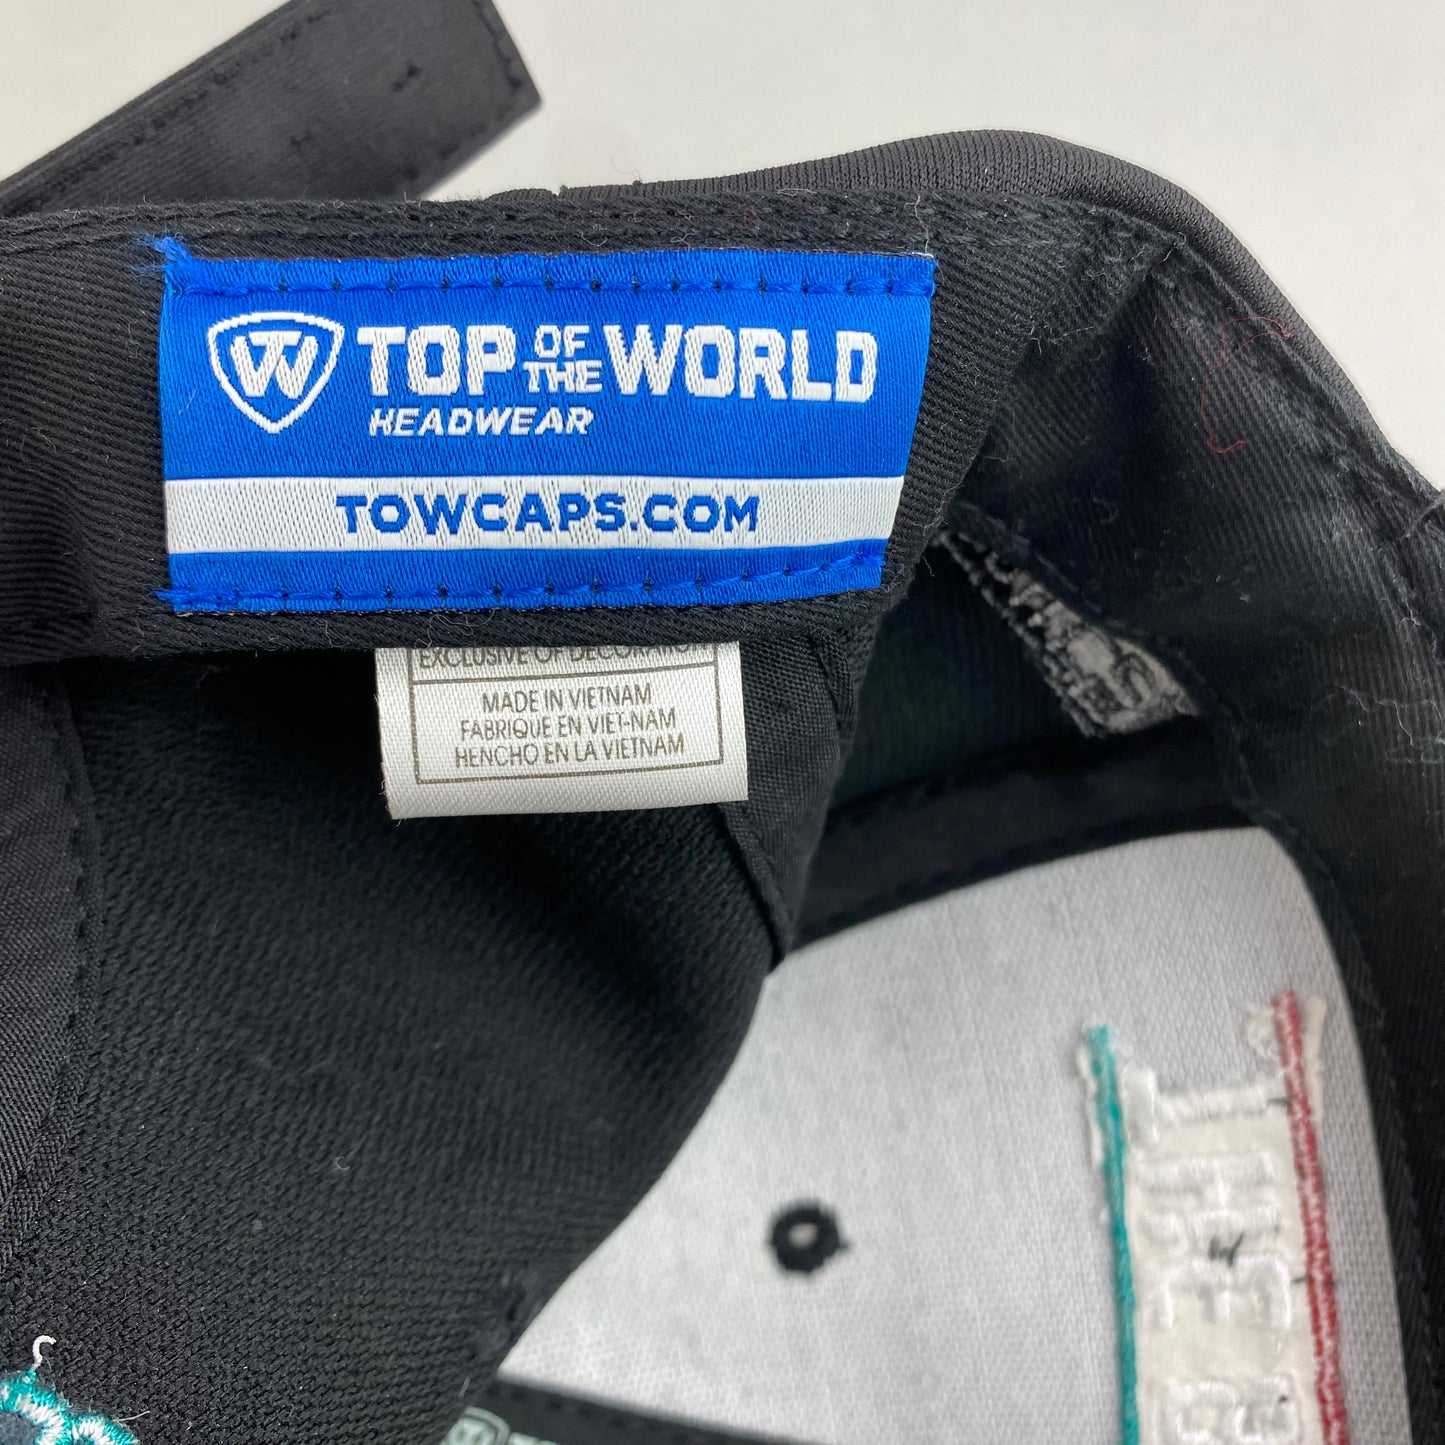 TW TOP OF THE WORLD
HEADWEAR
TOWCAPS.COM
EXCLUSIVE OF DECORATION
MADE IN VIETNAM
FABRIQUE EN VIET-NAM
HENCHO EN LA VIETNAM